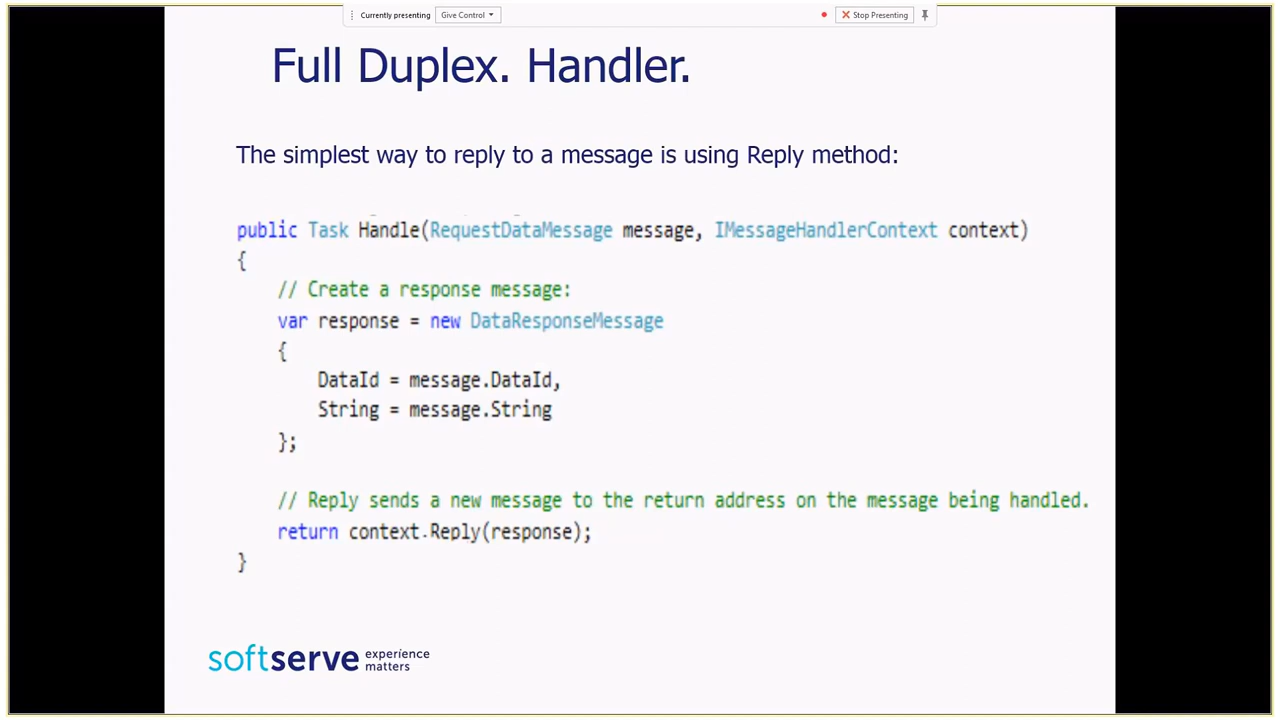 Currently presenting Give Control Stop Presenting
Full Duplex. Handler.
The simplest way to reply to a message is using Reply method:
public Task Handle(RequestDataMessage message, IMessageHandlerContext context)
{
// Create a response message:
var response = new DataResponseMessage
{
DataId = message.DataId,
String = message.String
};
// Reply sends a new message to the return address on the message being handled.
return context.Reply(response);
}
softserve experience
matters